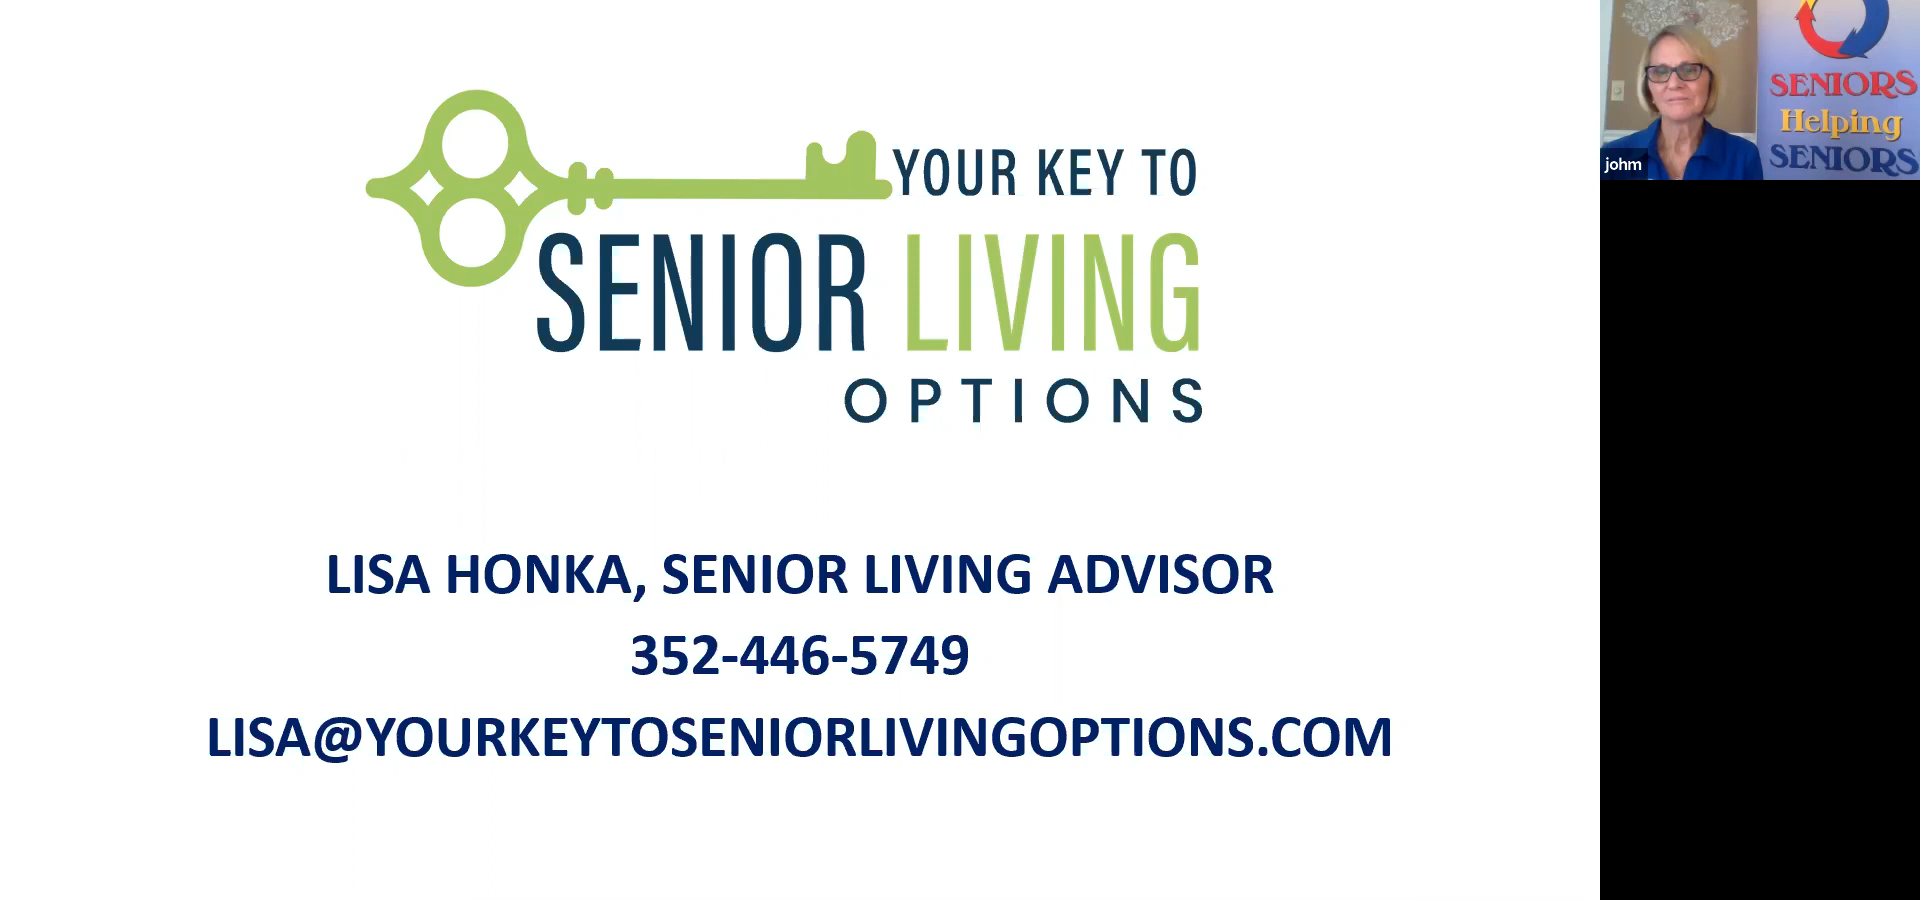 YOUR KEY TO
SENIOR LIVING
OPTIONS
LISA HONKA, SENIOR LIVING ADVISOR
352-446-5749
LISA@YOURKEYTOSENIORLIVINGOPTIONS.COM
SENIORS
Helping
SENIORS
johm